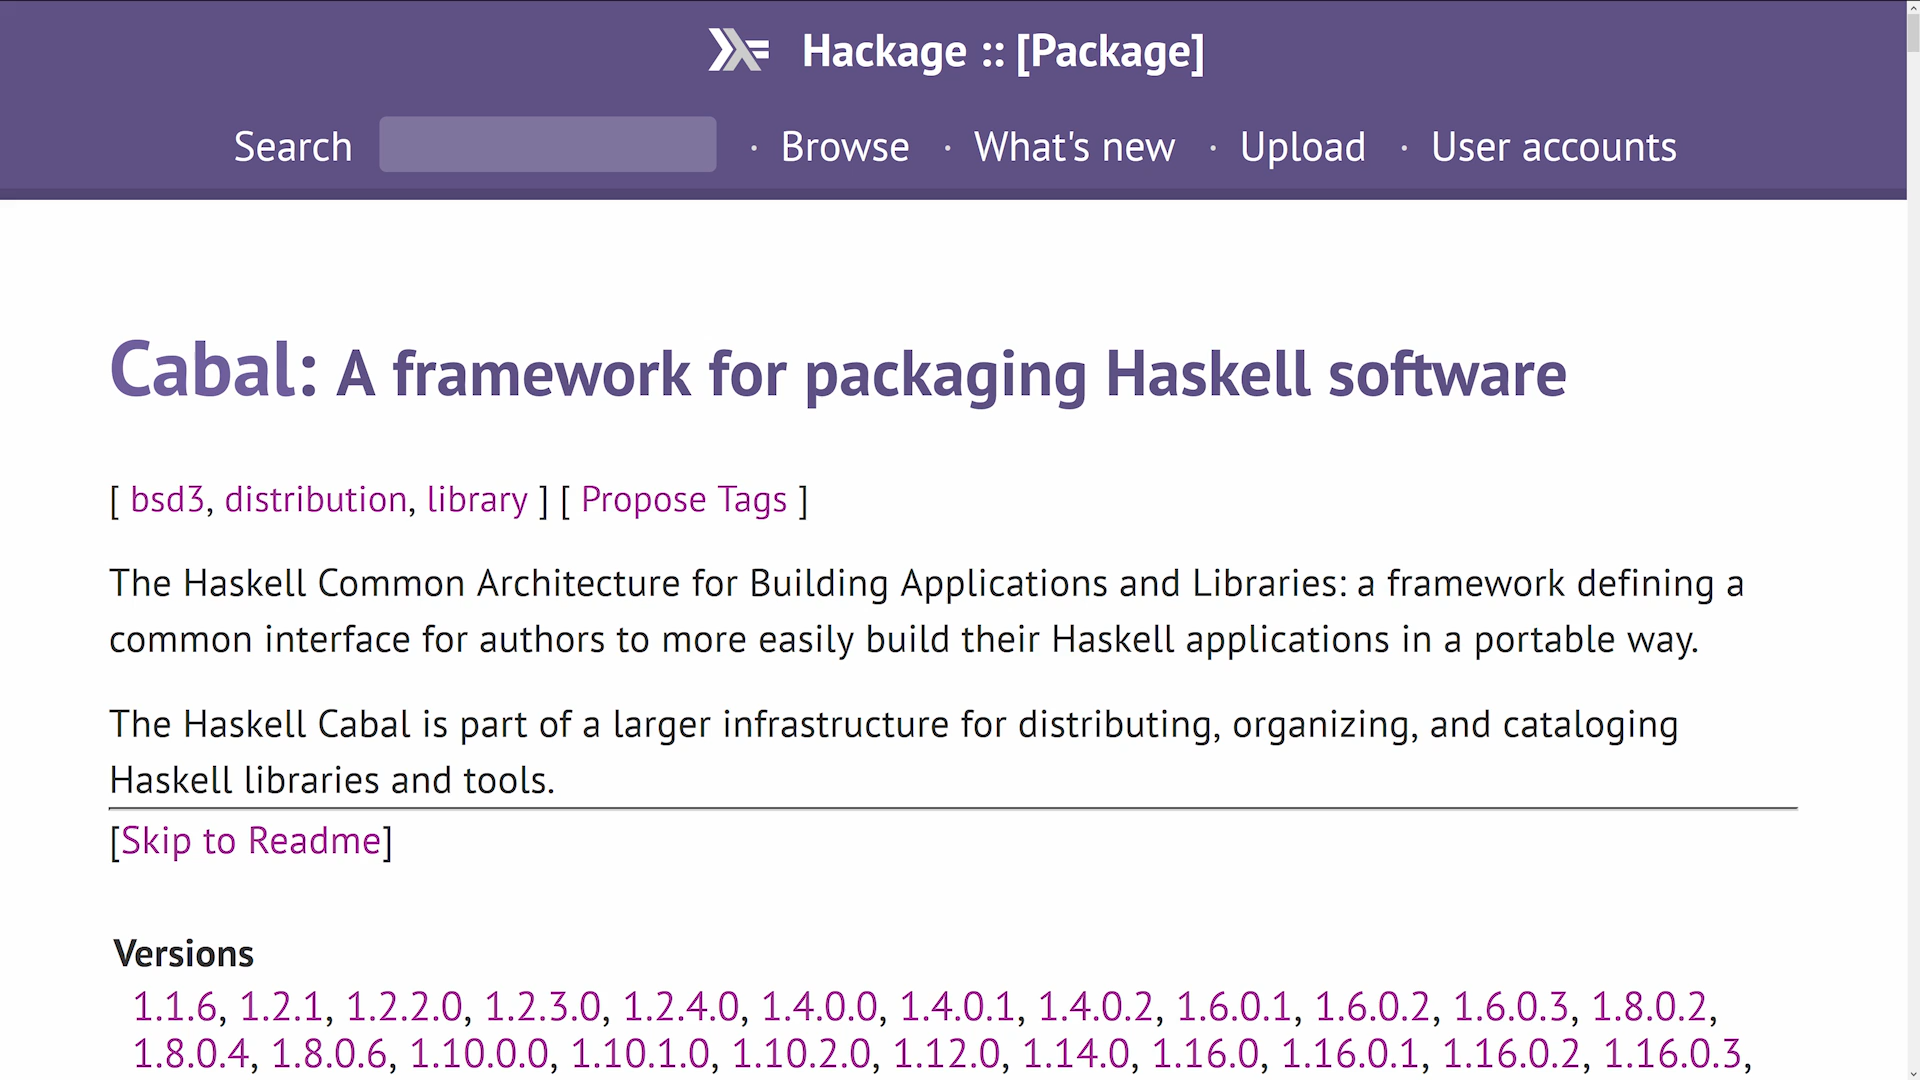 Hackage :: [Package]
Search · Browse · What's new · Upload · User accounts
Cabal: A framework for packaging Haskell software
[ bsd3, distribution, library ] [ Propose Tags ]
The Haskell Common Architecture for Building Applications and Libraries: a framework defining a
common interface for authors to more easily build their Haskell applications in a portable way.
The Haskell Cabal is part of a larger infrastructure for distributing, organizing, and cataloging
Haskell libraries and tools.
[Skip to Readme]
Versions
1.1.6, 1.2.1, 1.2.2.0, 1.2.3.0, 1.2.4.0, 1.4.0.0, 1.4.0.1, 1.4.0.2, 1.6.0.1, 1.6.0.2, 1.6.0.3, 1.8.0.2,
1.8.0.4, 1.8.0.6, 1.10.0.0, 1.10.1.0, 1.10.2.0, 1.12.0, 1.14.0, 1.16.0, 1.16.0.1, 1.16.0.2, 1.16.0.3,